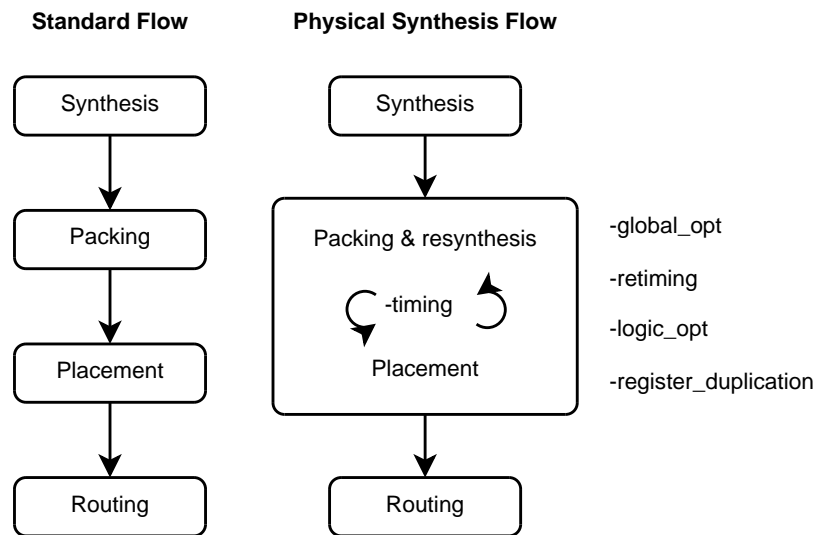 Standard Flow
Physical Synthesis Flow
Synthesis
Packing
Placement
Routing
Synthesis
Packing & resynthesis
-timing
Placement
Routing
-global_opt
-retiming
-logic_opt
-register_duplication